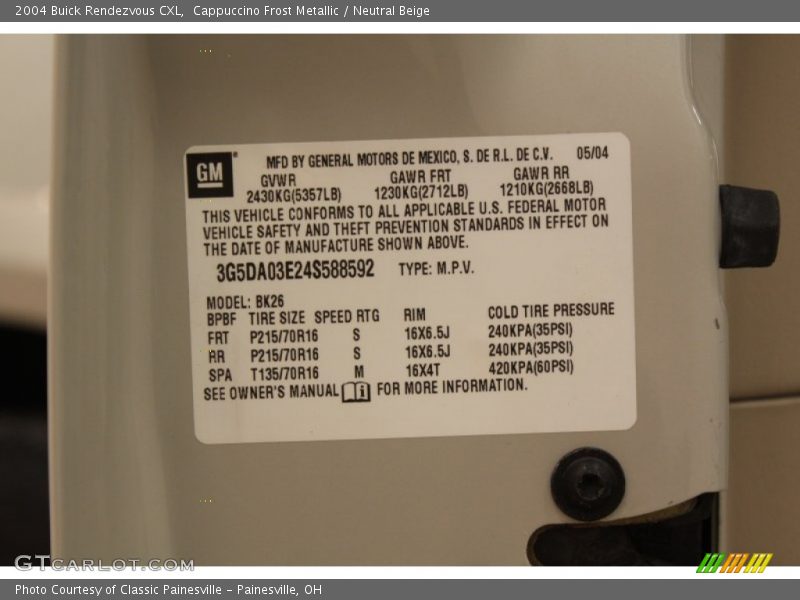 2004 Buick Rendezvous CXL,  Cappuccino Frost Metallic / Neutral Beige
GM
MFD BY GENERAL MOTORS DE MEXICO, S. DE R.L. DE C.V. 05/04
GVWR GAWR FRT GAWR RR
2430KG(5357LB) 1230KG(2712LB) 1210KG(2668LB)
THIS VEHICLE CONFORMS TO ALL APPLICABLE U.S. FEDERAL MOTOR
VEHICLE SAFETY AND THEFT PREVENTION STANDARDS IN EFFECT ON
THE DATE OF MANUFACTURE SHOWN ABOVE.
3G5DA03E24S588592 TYPE: M.P.V.
MODEL: BK26
BPBF TIRE SIZE SPEED RTG RIM COLD TIRE PRESSURE
FRT P215/70R16 S 16X6.5J 240KPA(35PSI)
RR P215/70R16 S 16X6.5J 240KPA(35PSI)
SPA T135/70R16 M 16X4T 420KPA(60PSI)
SEE OWNER'S MANUAL FOR MORE INFORMATION.
GTCARLOT.COM
Photo Courtesy of Classic Painesville - Painesville, OH